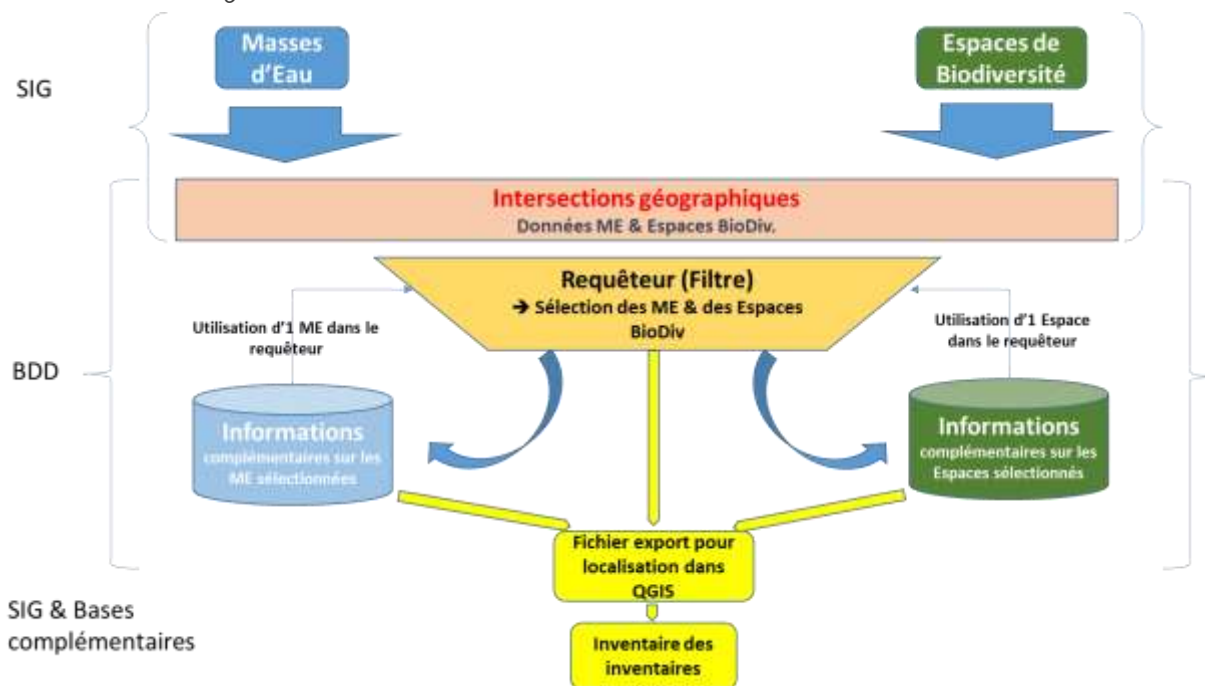 Masses
d'Eau
Espaces de
Biodiversité
SIG
Intersections géographiques
Données ME & Espaces BioDiv.
Requêteur (Filtre)
➔ Sélection des ME & des Espaces
BioDiv
Utilisation d'1 ME dans le
requêteur
Utilisation d'1 Espace
dans le requêteur
BDD
Informations
complémentaires sur les
ME sélectionnées
Informations
complémentaires sur les
Espaces sélectionnés
Fichier export pour
localisation dans
QGIS
SIG & Bases
complémentaires
Inventaire des
inventaires